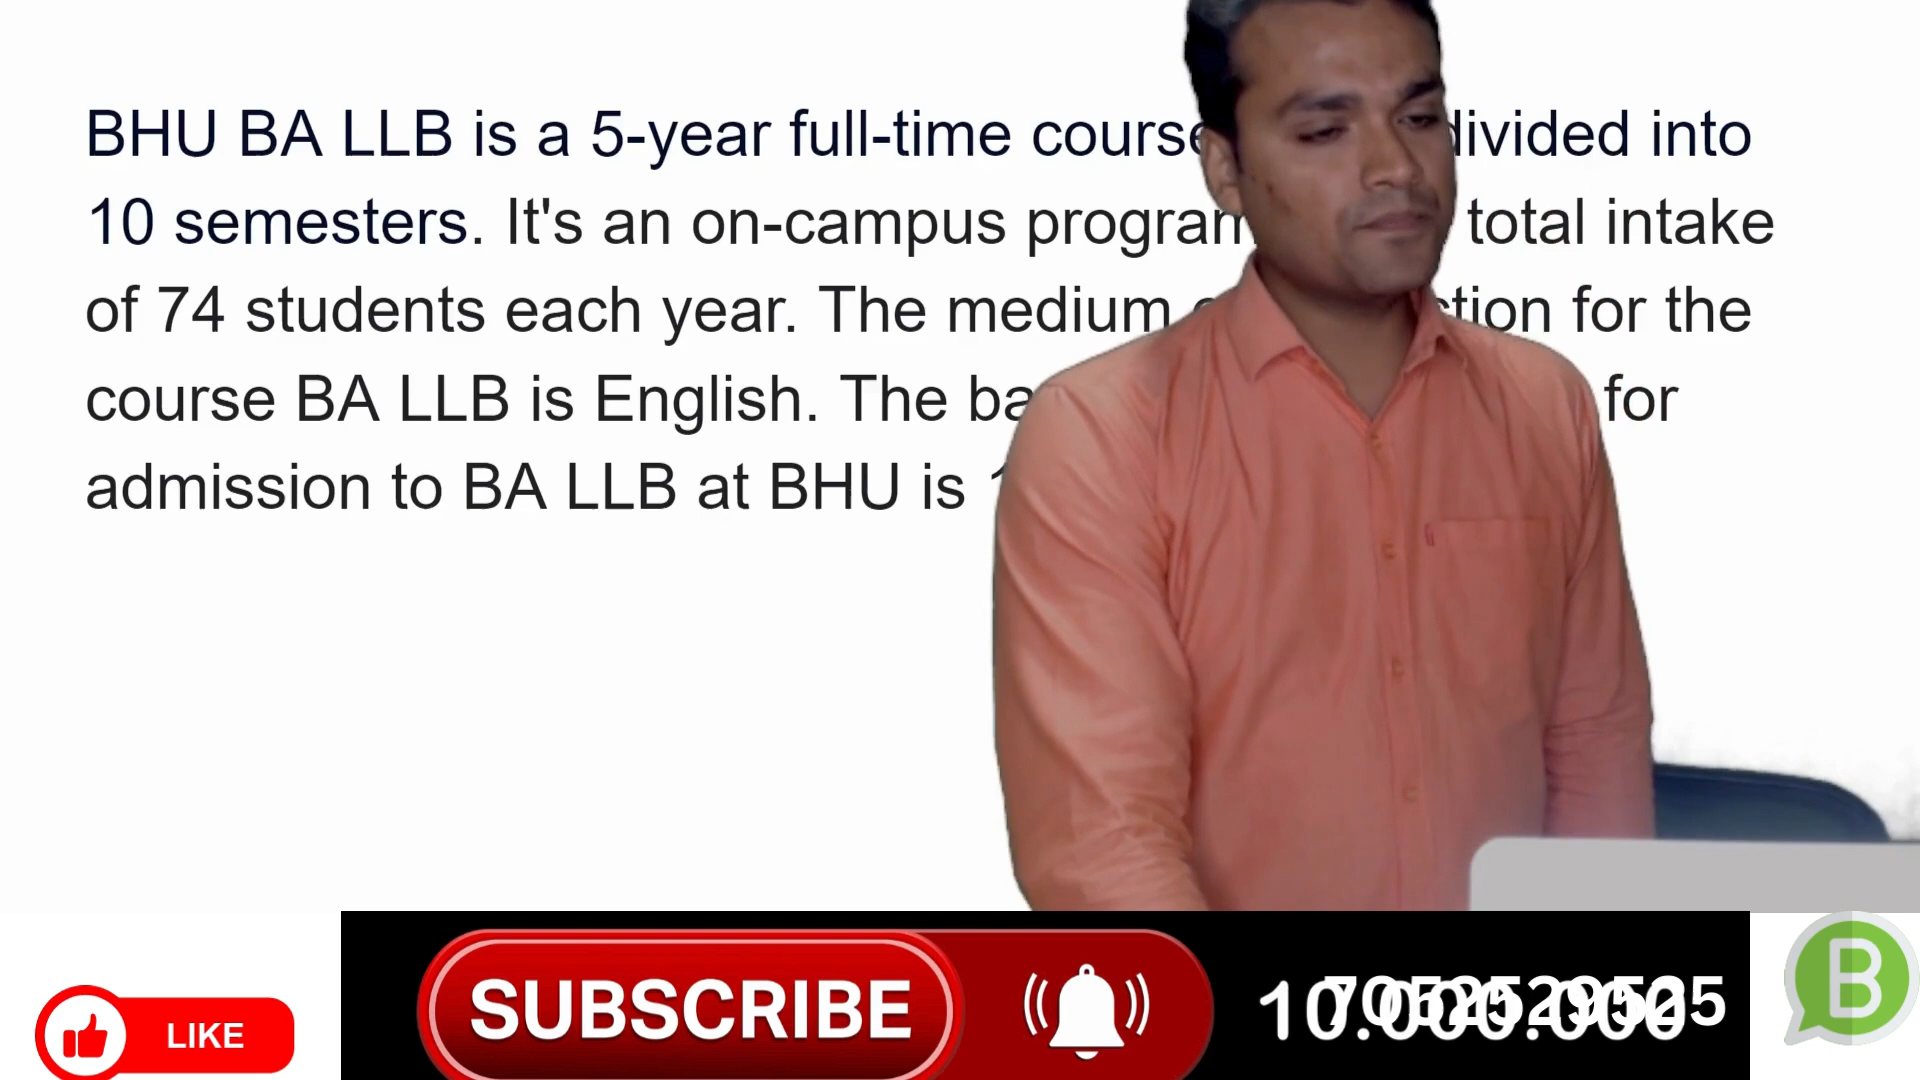 BHU BA LLB is a 5-year full-time course divided into
10 semesters. It's an on-campus program total intake
of 74 students each year. The medium for the
course BA LLB is English. The for
admission to BA LLB at BHU is
SUBSCRIBE
LIKE
B